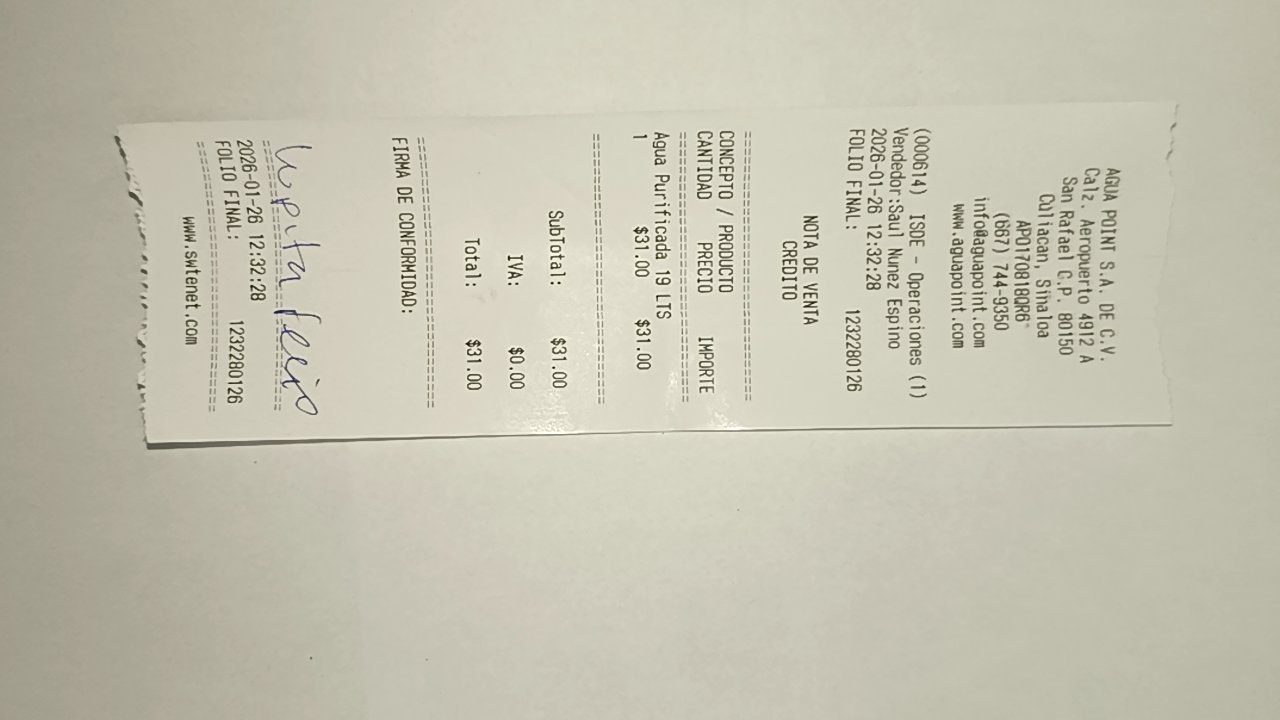 AGUA POINT S.A. DE C.V.
Calz. Aeropuerto 4912 A
San Rafael C.P. 80150
Culiacan, Sinaloa
APO170818QR6
(667) 744-9350
info@aguapoint.com
www.aguapoint.com
(000614) ISDE - Operaciones (1)
Vendedor:Saul Nunez Espino
2026-01-26 12:32:28
FOLIO FINAL: 1232280126
NOTA DE VENTA
CREDITO
CONCEPTO / PRODUCTO
CANTIDAD PRECIO IMPORTE
Agua Purificada 19 LTS
1 $31.00 $31.00
SubTotal: $31.00
IVA: $0.00
Total: $31.00
FIRMA DE CONFORMIDAD:
Lupita
2026-01-26 12:32:28
FOLIO FINAL: 1232280126
www.swtenet.com